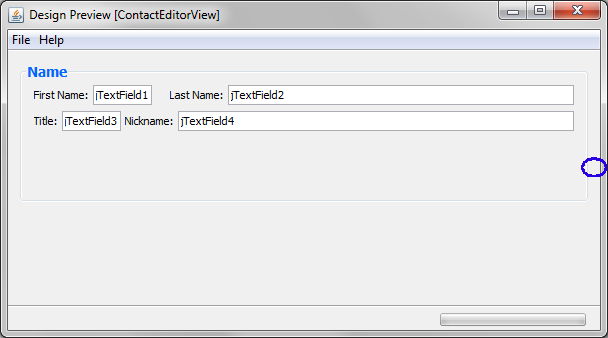 Design Preview [ContactEditorView]
File Help
Name
First Name: jTextField1 Last Name: jTextField2
Title: jTextField3 Nickname: jTextField4